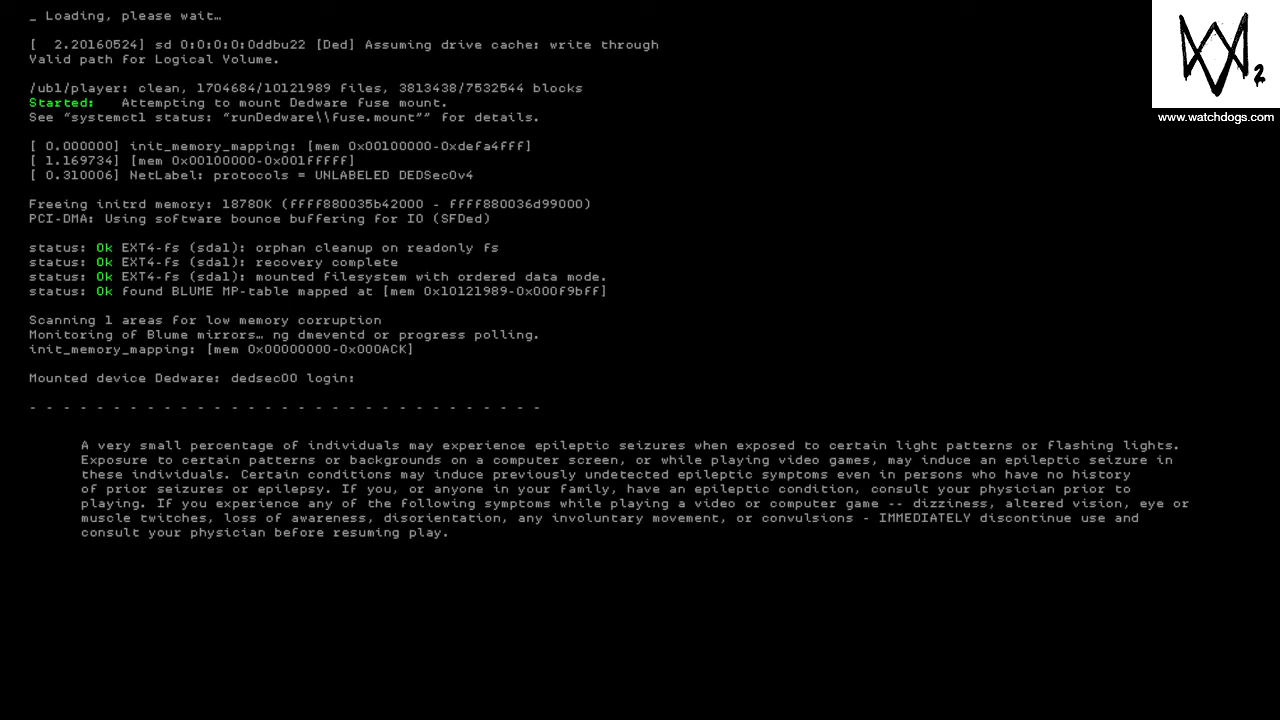 _ Loading, please wait…
[  2.20160524] sd 0:0:0:0:0ddbu22 [Ded] Assuming drive cache: write through
Valid path for Logical Volume.
/ubl/player: clean, 1704684/10121989 files, 3813438/7532544 blocks
Started:   Attempting to mount Dedware fuse mount.
See “systemctl status: “runDedware\\fuse.mount”” for details.
[ 0.000000] init_memory_mapping: [mem 0x00100000-0xdefa4fff]
[ 1.169734] [mem 0x00100000-0x001fffff]
[ 0.310006] NetLabel: protocols = UNLABELED DEDSec0v4
Freeing initrd memory: 18780K (ffff880035b42000 - ffff880036d99000)
PCI-DMA: Using software bounce buffering for IO (SFDed)
status: Ok EXT4-fs (sda1): orphan cleanup on readonly fs
status: Ok EXT4-fs (sda1): recovery complete
status: Ok EXT4-fs (sda1): mounted filesystem with ordered data mode.
status: Ok found BLUME MP-table mapped at [mem 0x10121989-0x000f9bff]
Scanning 1 areas for low memory corruption
Monitoring of Blume mirrors… ng dmeventd or progress polling.
init_memory_mapping: [mem 0x00000000-0x000ACK]
Mounted device Dedware: dedsec00 login:
- - - - - - - - - - - - - - - - - - - - - - - - - - - - - - -
A very small percentage of individuals may experience epileptic seizures when exposed to certain light patterns or flashing lights.
Exposure to certain patterns or backgrounds on a computer screen, or while playing video games, may induce an epileptic seizure in
these individuals. Certain conditions may induce previously undetected epileptic symptoms even in persons who have no history
of prior seizures or epilepsy. If you, or anyone in your family, have an epileptic condition, consult your physician prior to
playing. If you experience any of the following symptoms while playing a video or computer game -- dizziness, altered vision, eye or
muscle twitches, loss of awareness, disorientation, any involuntary movement, or convulsions - IMMEDIATELY discontinue use and
consult your physician before resuming play.
2
www.watchdogs.com